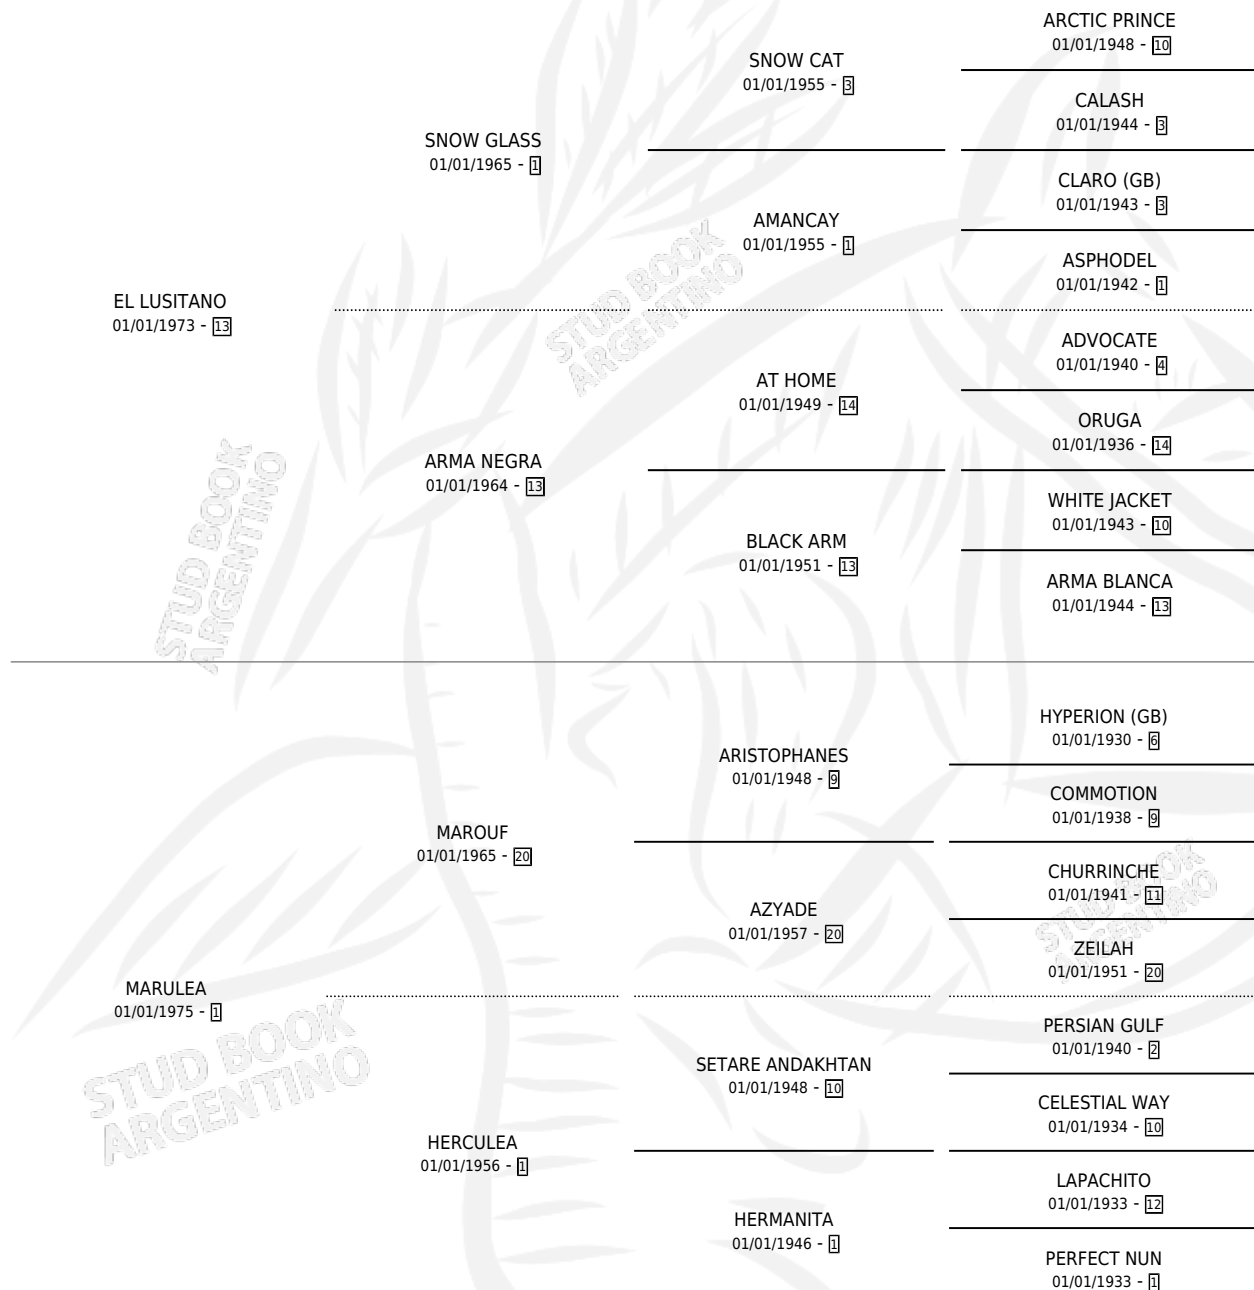 ARCTIC PRINCE
01/01/1948 - 10
SNOW CAT
01/01/1955 - 3
CALASH
01/01/1944 - 3
SNOW GLASS
01/01/1965 - 1
CLARO (GB)
01/01/1943 - 3
AMANCAY
01/01/1955 - 1
ASPHODEL
01/01/1942 - 1
EL LUSITANO
01/01/1973 - 13
ADVOCATE
01/01/1940 - 4
AT HOME
01/01/1949 - 14
ORUGA
01/01/1936 - 14
ARMA NEGRA
01/01/1964 - 13
WHITE JACKET
01/01/1943 - 10
BLACK ARM
01/01/1951 - 13
ARMA BLANCA
01/01/1944 - 13
STUD BOOK
ARGENTINO
STUD BOOK
ARGENTINO
HYPERION (GB)
01/01/1930 - 6
ARISTOPHANES
01/01/1948 - 9
COMMOTION
01/01/1938 - 9
MAROUF
01/01/1965 - 20
CHURRINCHE
01/01/1941 - 11
AZYADE
01/01/1957 - 20
ZEILAH
01/01/1951 - 20
MARULEA
01/01/1975 - 1
PERSIAN GULF
01/01/1940 - 2
SETARE ANDAKHTAN
01/01/1948 - 10
CELESTIAL WAY
01/01/1934 - 10
HERCULEA
01/01/1956 - 1
LAPACHITO
01/01/1933 - 12
HERMANITA
01/01/1946 - 1
PERFECT NUN
01/01/1933 - 1
STUD BOOK
ARGENTINO
STUD BOOK
ARGENTINO